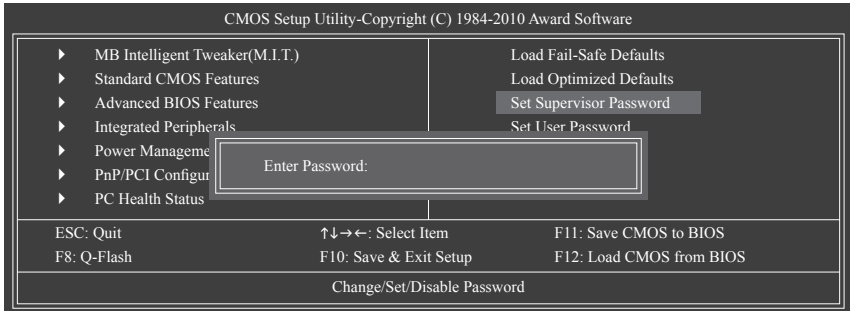 CMOS Setup Utility-Copyright (C) 1984-2010 Award Software
MB Intelligent Tweaker(M.I.T.)
Standard CMOS Features
Advanced BIOS Features
Integrated Peripherals
Power
PnP/PCI
PC Health Status
Load Fail-Safe Defaults
Load Optimized Defaults
Set Supervisor Password
Set User Password
Enter Password:
ESC: Quit
↑↓→←: Select Item
F11: Save CMOS to BIOS
F8: Q-Flash
F10: Save & Exit Setup
F12: Load CMOS from BIOS
Change/Set/Disable Password